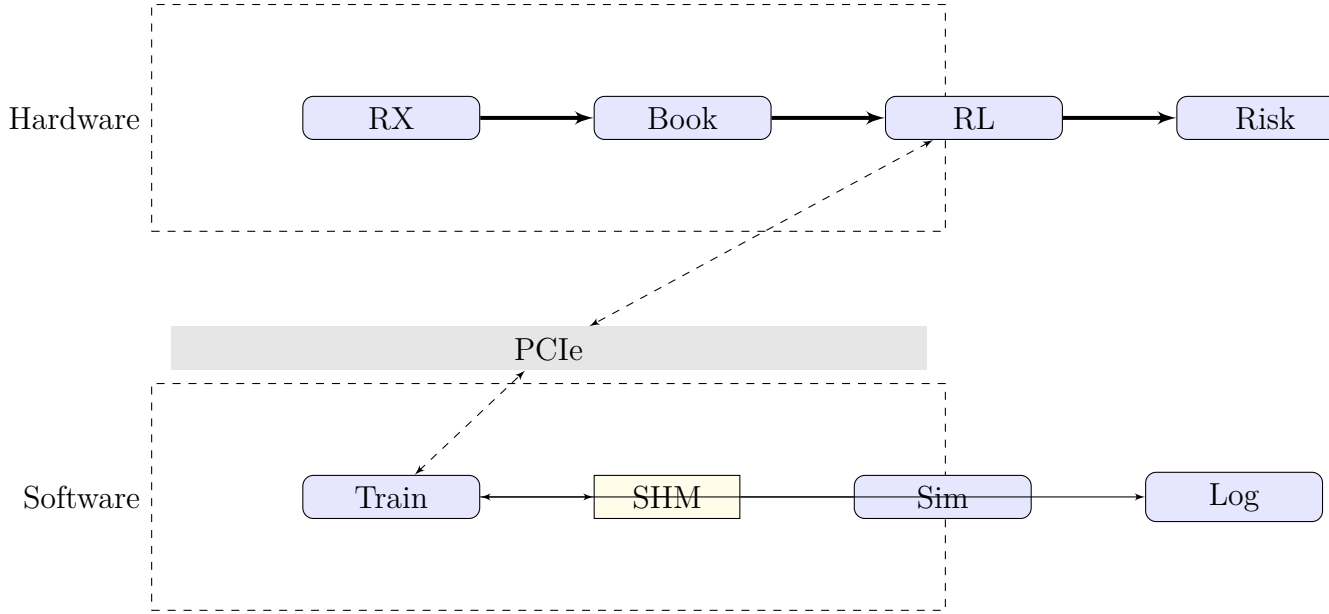 Hardware
RX
Book
RL
Risk
PCIe
Software
Train
SHM
Sim
Log